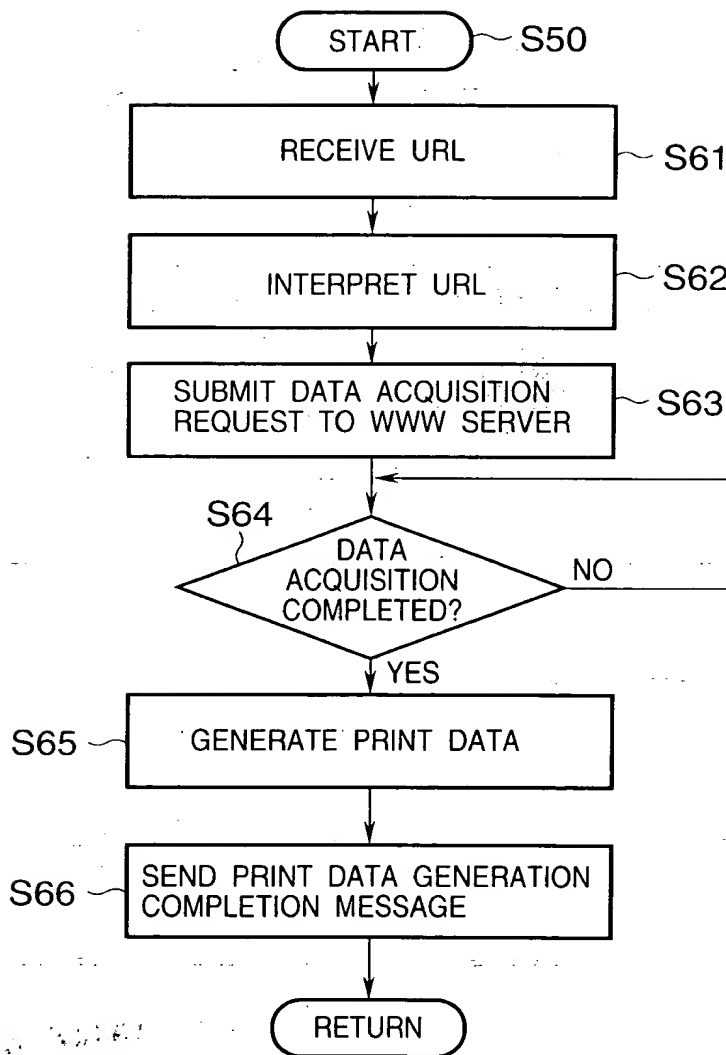 START
S50
RECEIVE URL
S61
INTERPRET URL
S62
SUBMIT DATA ACQUISITION
REQUEST TO WWW SERVER
S63
S64
DATA
ACQUISITION
COMPLETED?
NO
YES
S65
GENERATE PRINT DATA
S66
SEND PRINT DATA GENERATION
COMPLETION MESSAGE
RETURN